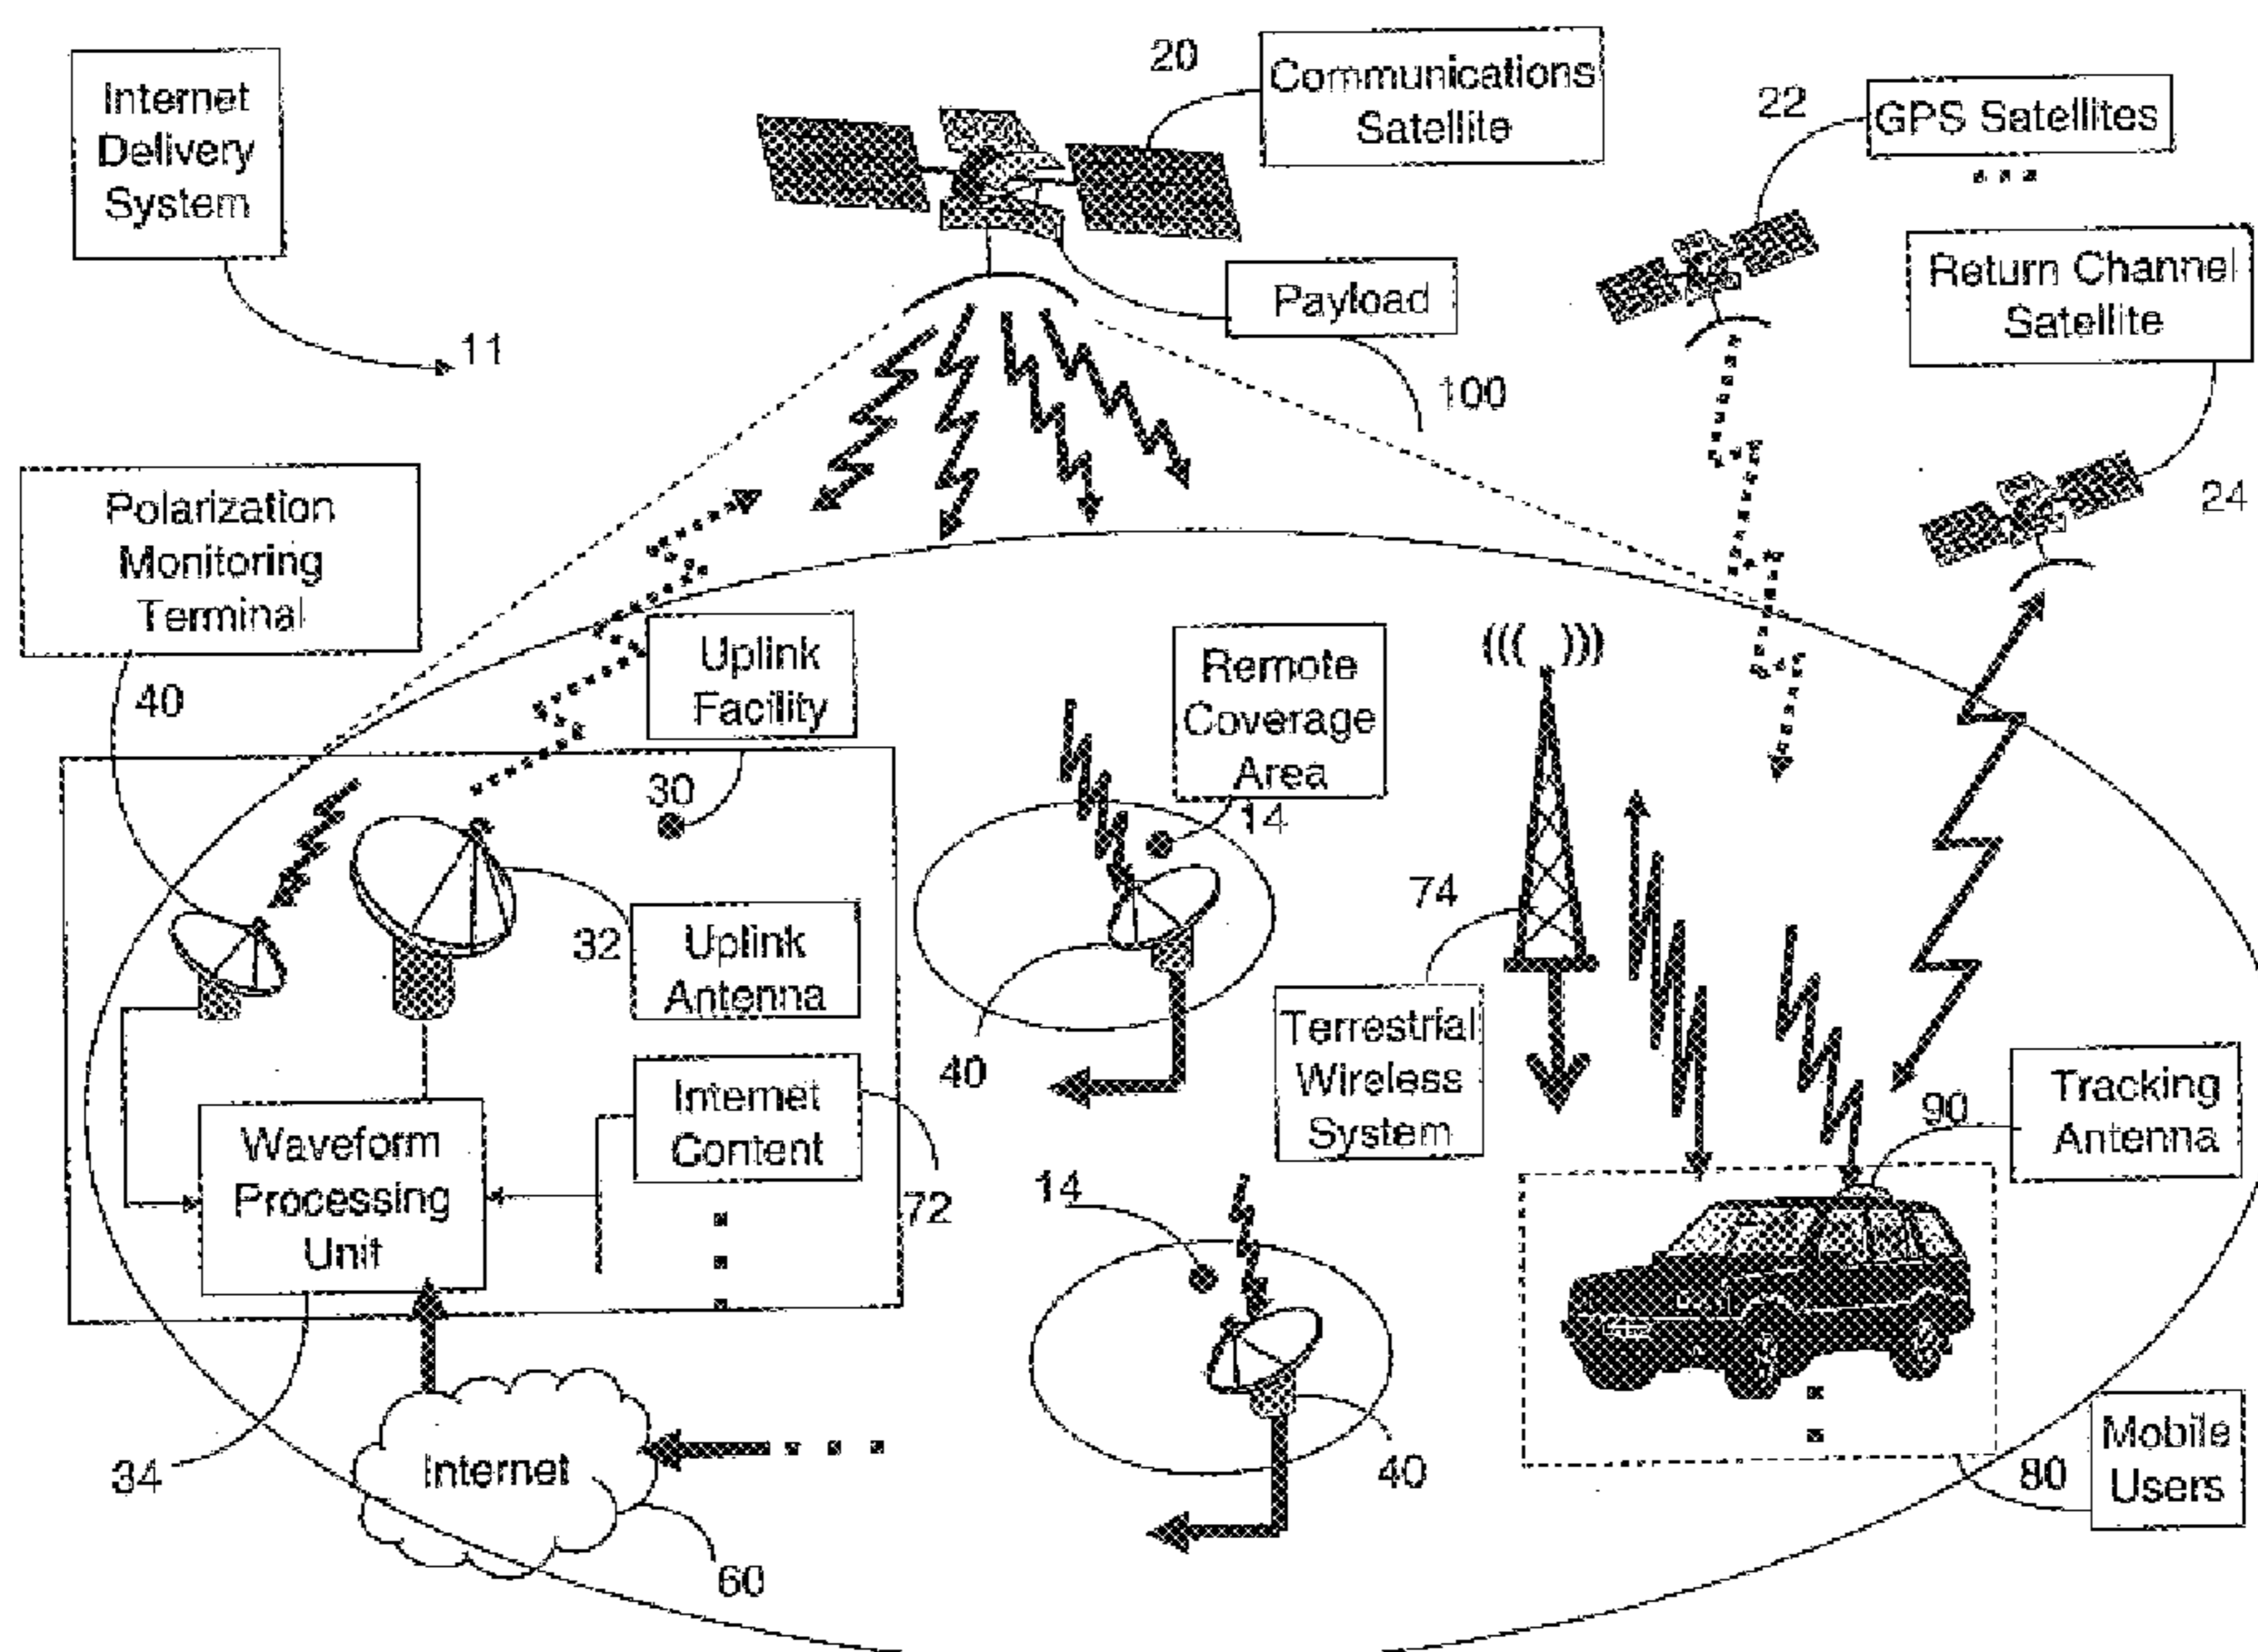 Internet
Delivery
System
11
20
Communications
Satellite
22
GPS Satellites
Payload
100
Return Channel
Satellite
24
Polarization
Monitoring
Terminal
40
Uplink
Facility
30
Remote
Coverage
Area
14
((( )))
32
Uplink
Antenna
40
74
Terrestrial
Wireless
System
90
Tracking
Antenna
Internet
Content
72
Waveform
Processing
Unit
34
14
40
Internet
60
80
Mobile
Users